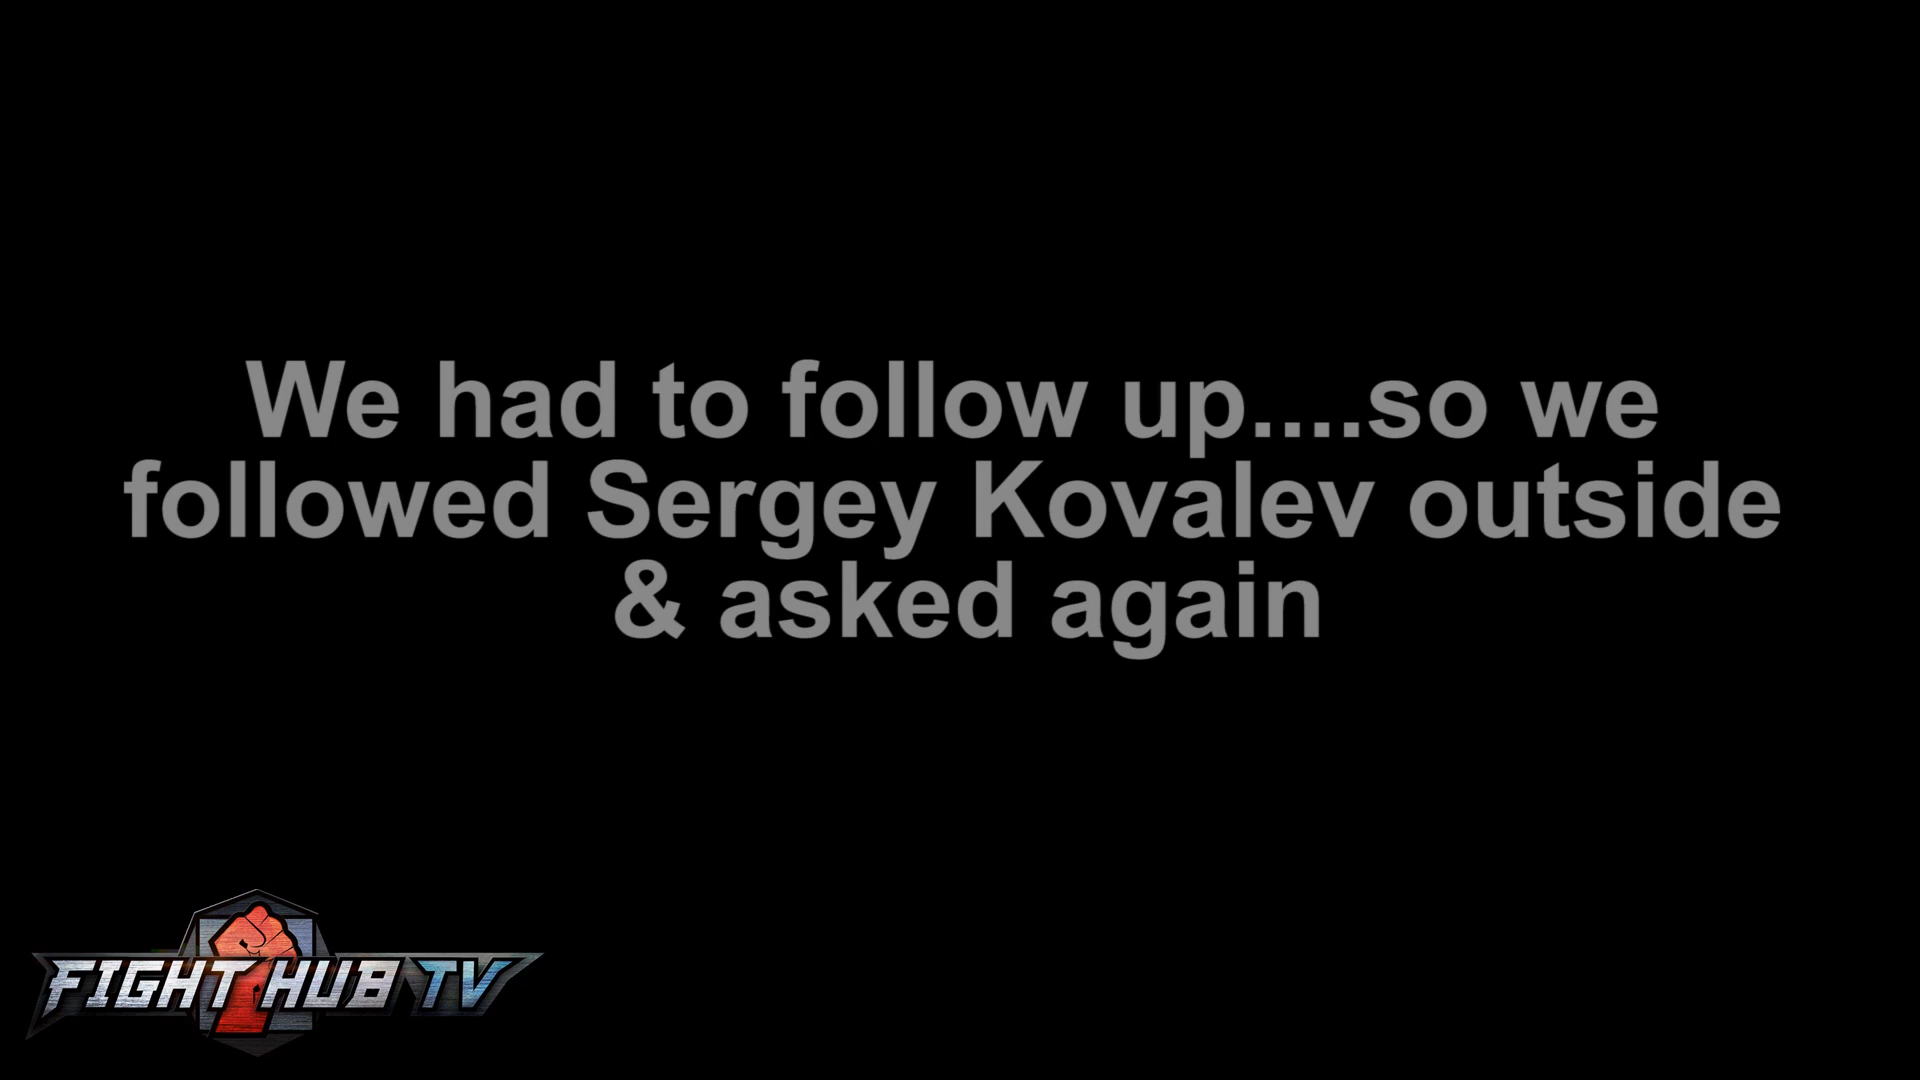 We had to follow up....so we
followed Sergey Kovalev outside
& asked again
FIGHT HUB TV